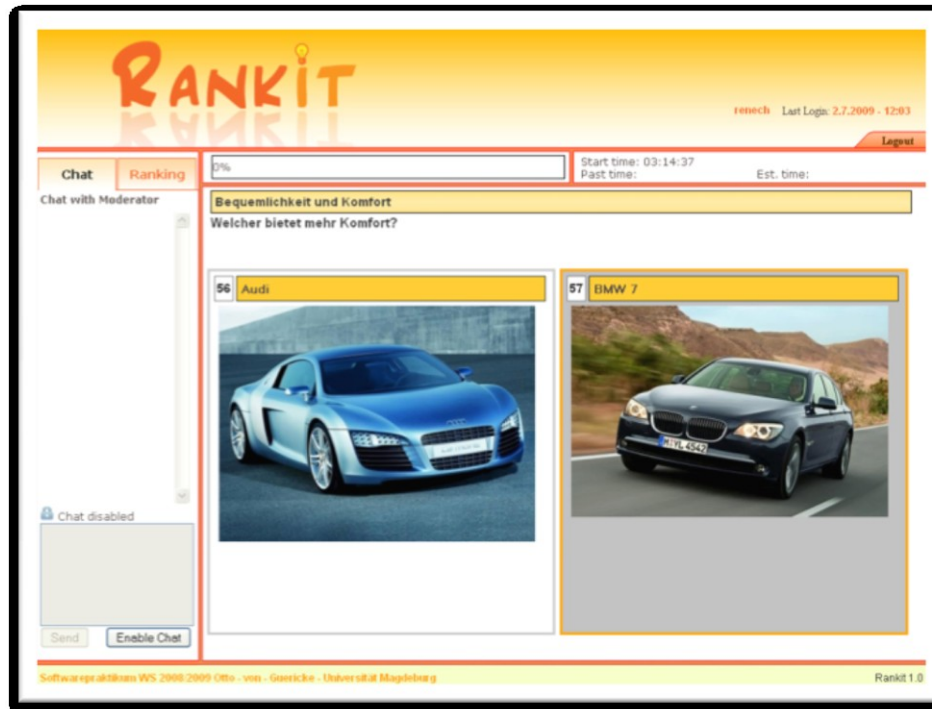 RANKIT
renech Last Login: 2.7.2009 - 12:03
Logout
Chat Ranking
0%
Start time: 03:14:37
Past time: Est. time:
Chat with Moderator
Bequemlichkeit und Komfort
Welcher bietet mehr Komfort?
56 Audi
57 BMW 7
M YL 4542
Chat disabled
Send Enable Chat
Softwarepraktikum WS 2008/2009 Otto - von - Guericke - Universität Magdeburg
Rankit 1.0